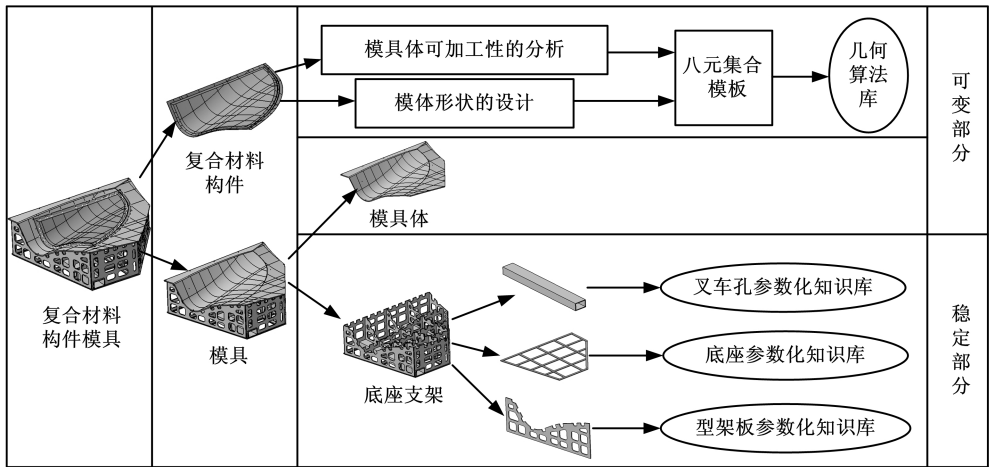 模具体可加工性的分析
模体形状的设计
八元集合
模板
几何
算法
库
可变部分
复合材料
构件
模具体
复合材料
构件模具
模具
底座支架
叉车孔参数化知识库
底座参数化知识库
型架板参数化知识库
稳定部分